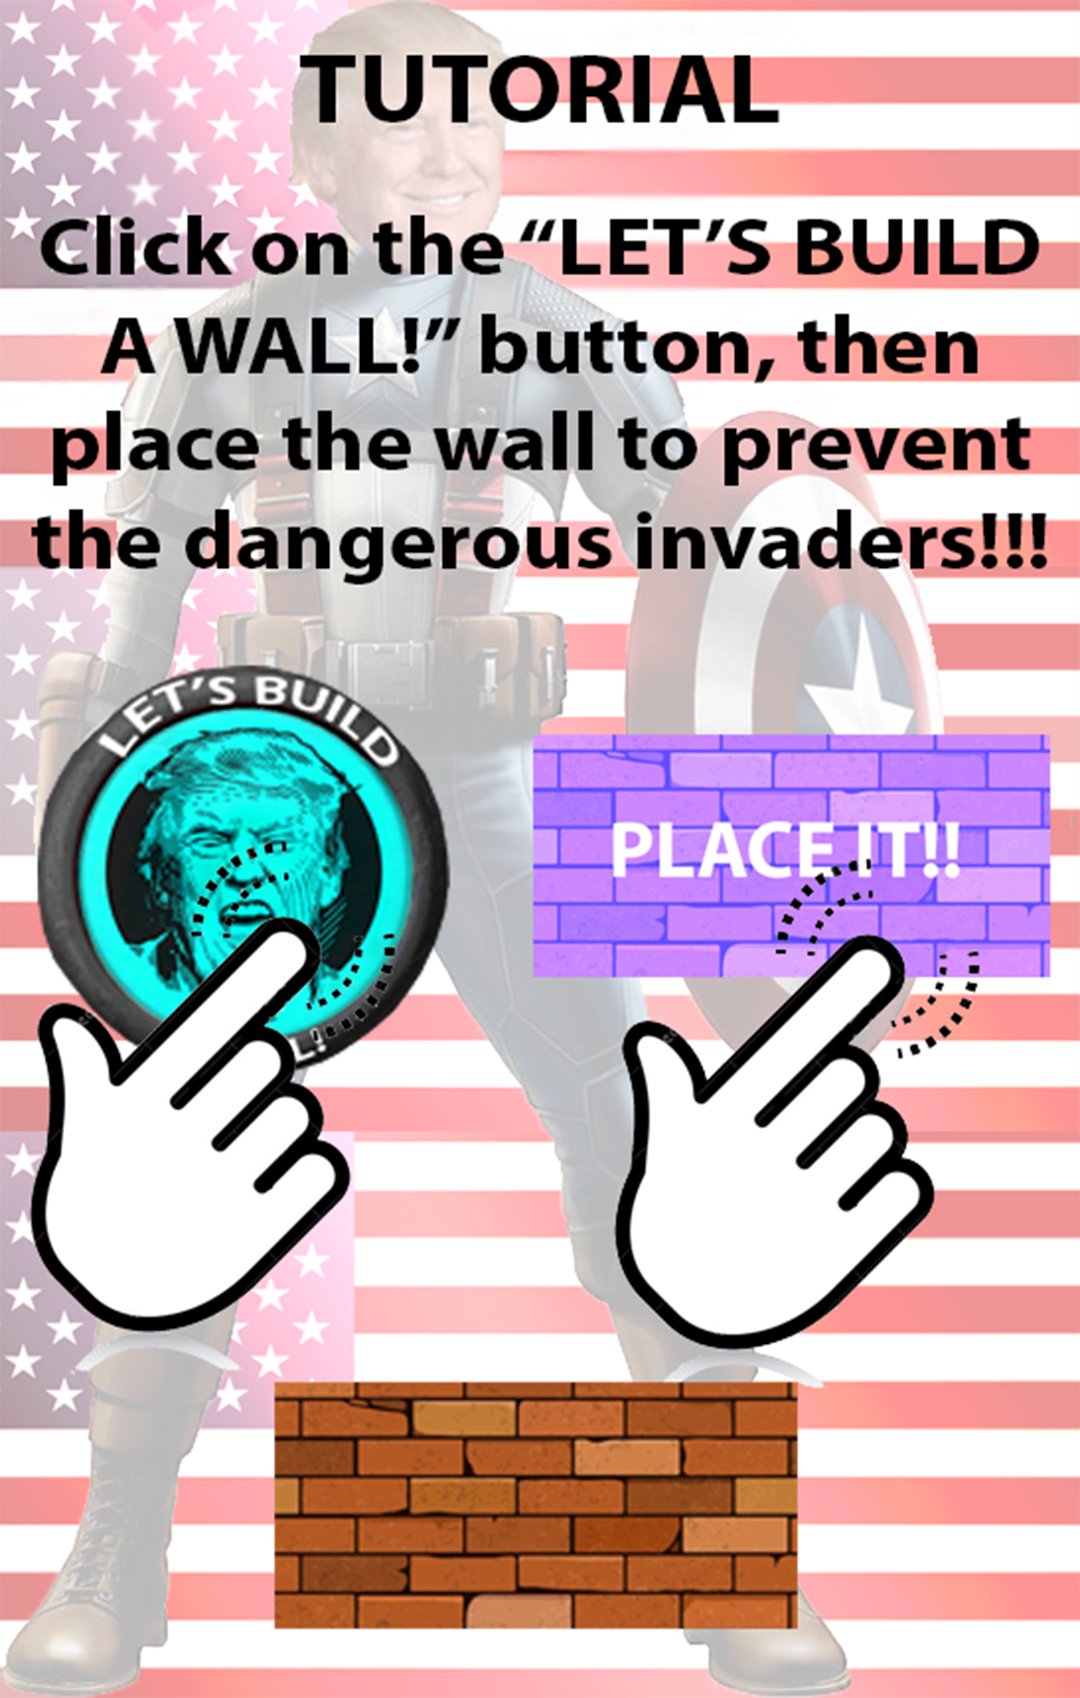 TUTORIAL
Click on the “LET’S BUILD
A WALL!” button, then
place the wall to prevent
the dangerous invaders!!!
LET’S BUILD
PLACE IT!!
L!